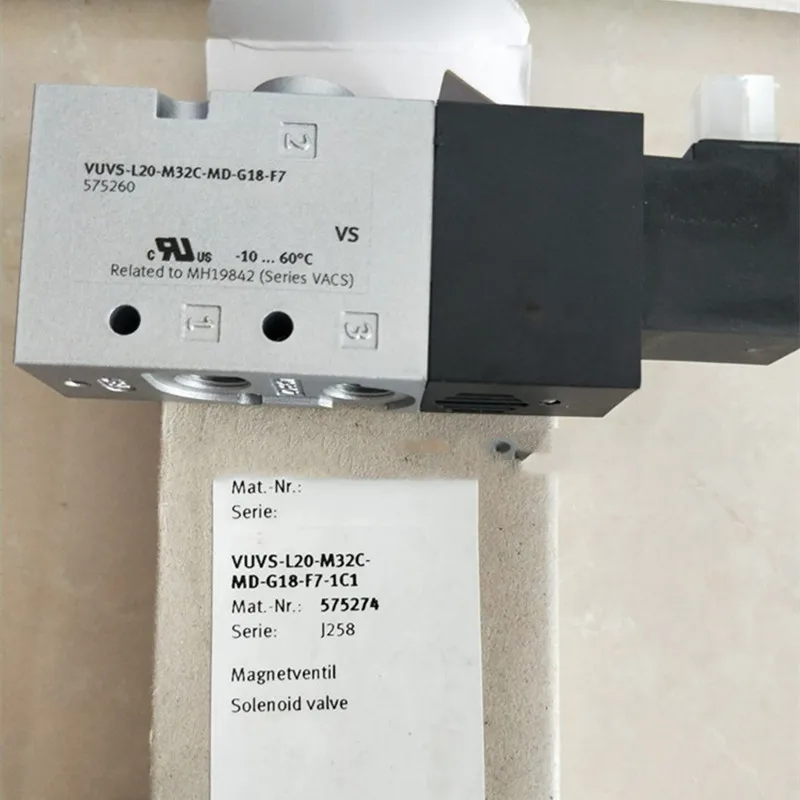 2
VUVS-L20-M32C-MD-G18-F7
575260
VS
c RU US -10 ... 60°C
Related to MH19842 (Series VACS)
1
3
Mat.-Nr.:
Serie:
VUVS-L20-M32C-
MD-G18-F7-1C1
Mat.-Nr.: 575274
Serie: J258
Magnetventil
Solenoid valve